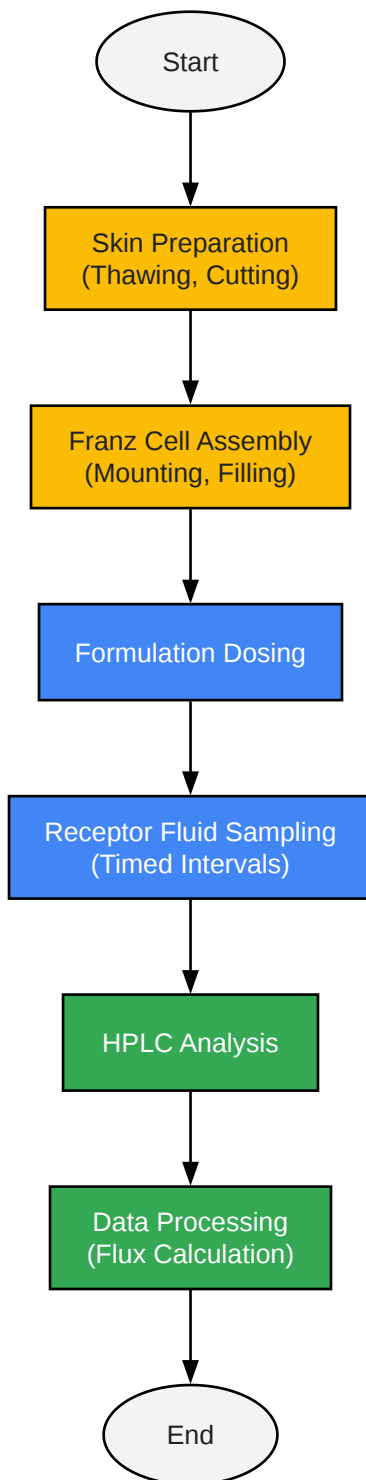 Start
Skin Preparation
(Thawing, Cutting)
Franz Cell Assembly
(Mounting, Filling)
Formulation Dosing
Receptor Fluid Sampling
(Timed Intervals)
HPLC Analysis
Data Processing
(Flux Calculation)
End